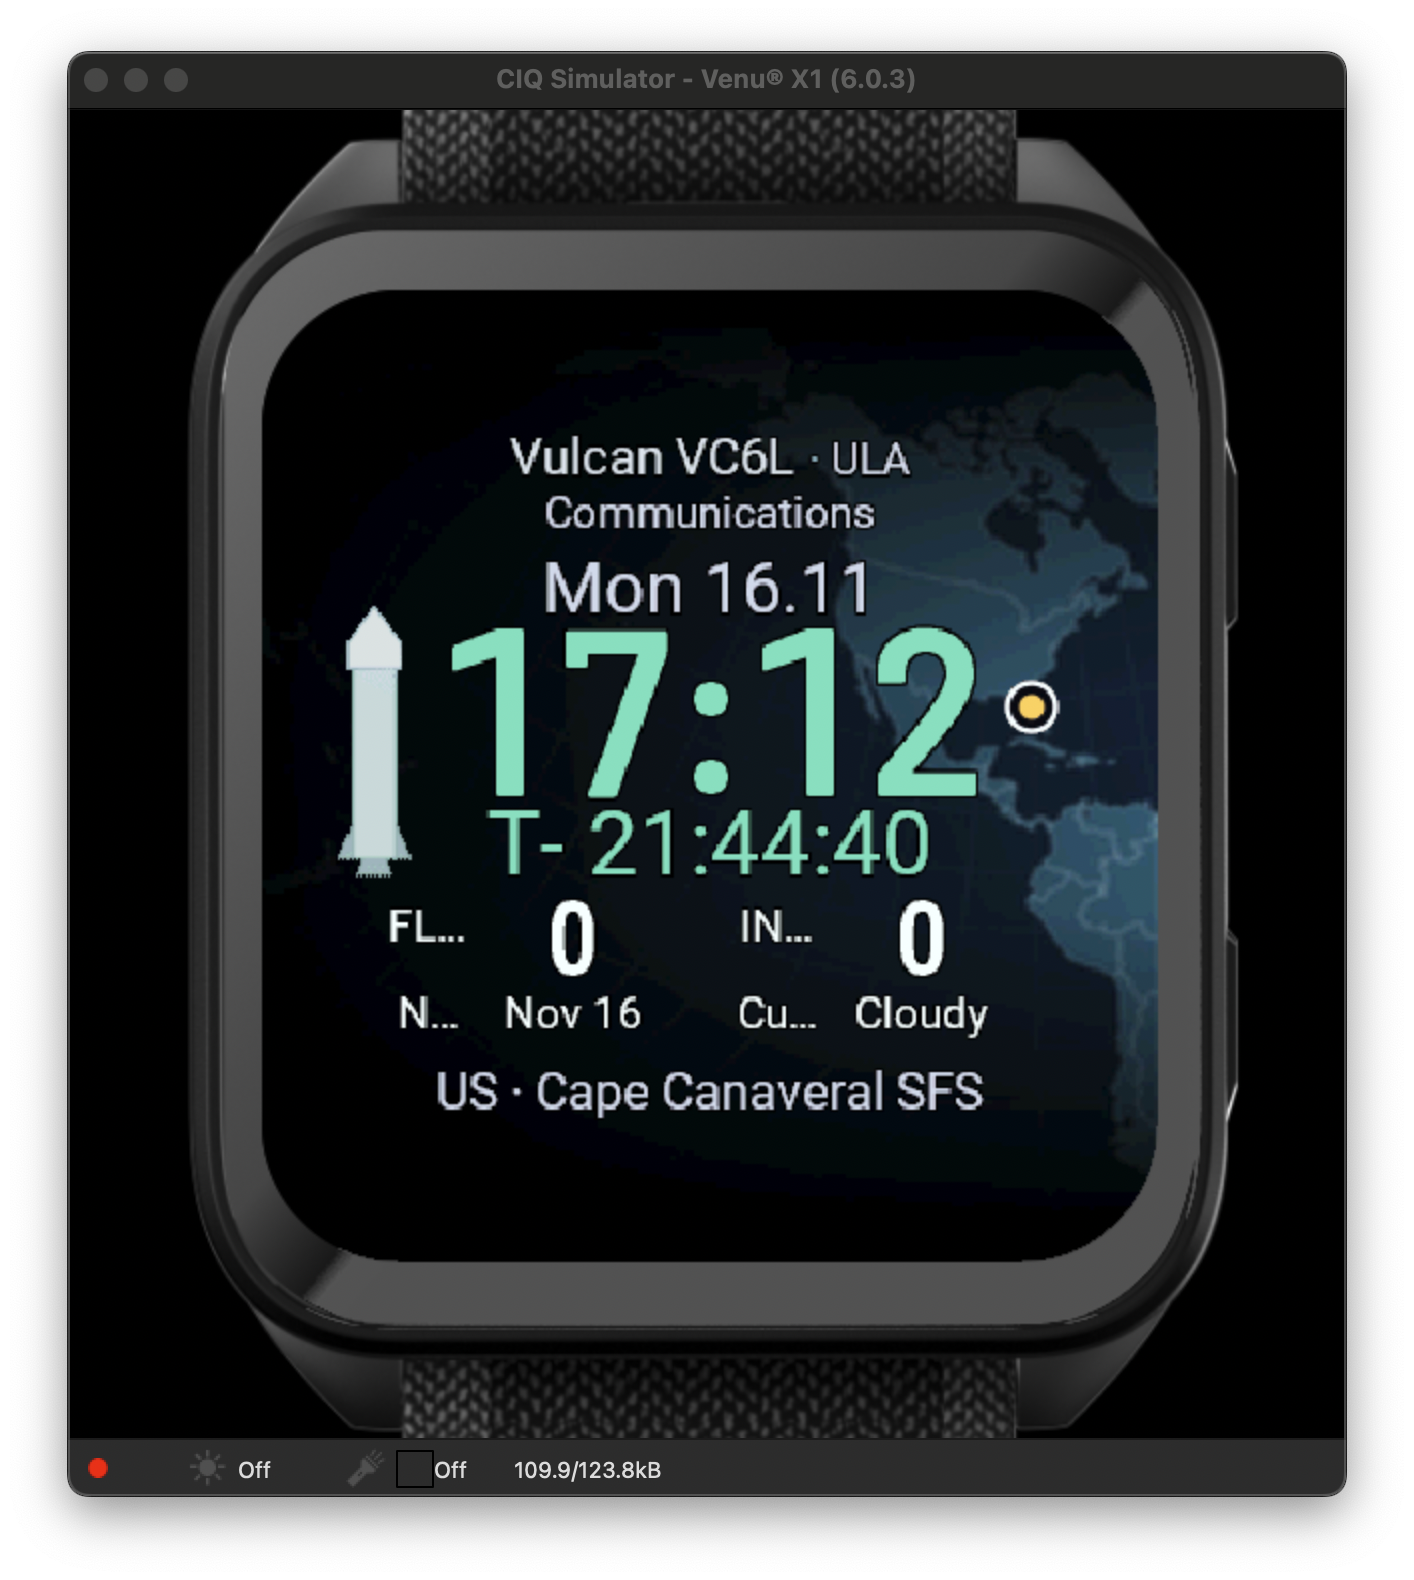 CIQ Simulator - Venu® X1 (6.0.3)
Vulcan VC6L · ULA
Communications
Mon 16.11
17:12
T- 21:44:40
FL... 0 IN... 0
N... Nov 16 Cu... Cloudy
US · Cape Canaveral SFS
Off Off 109.9/123.8kB